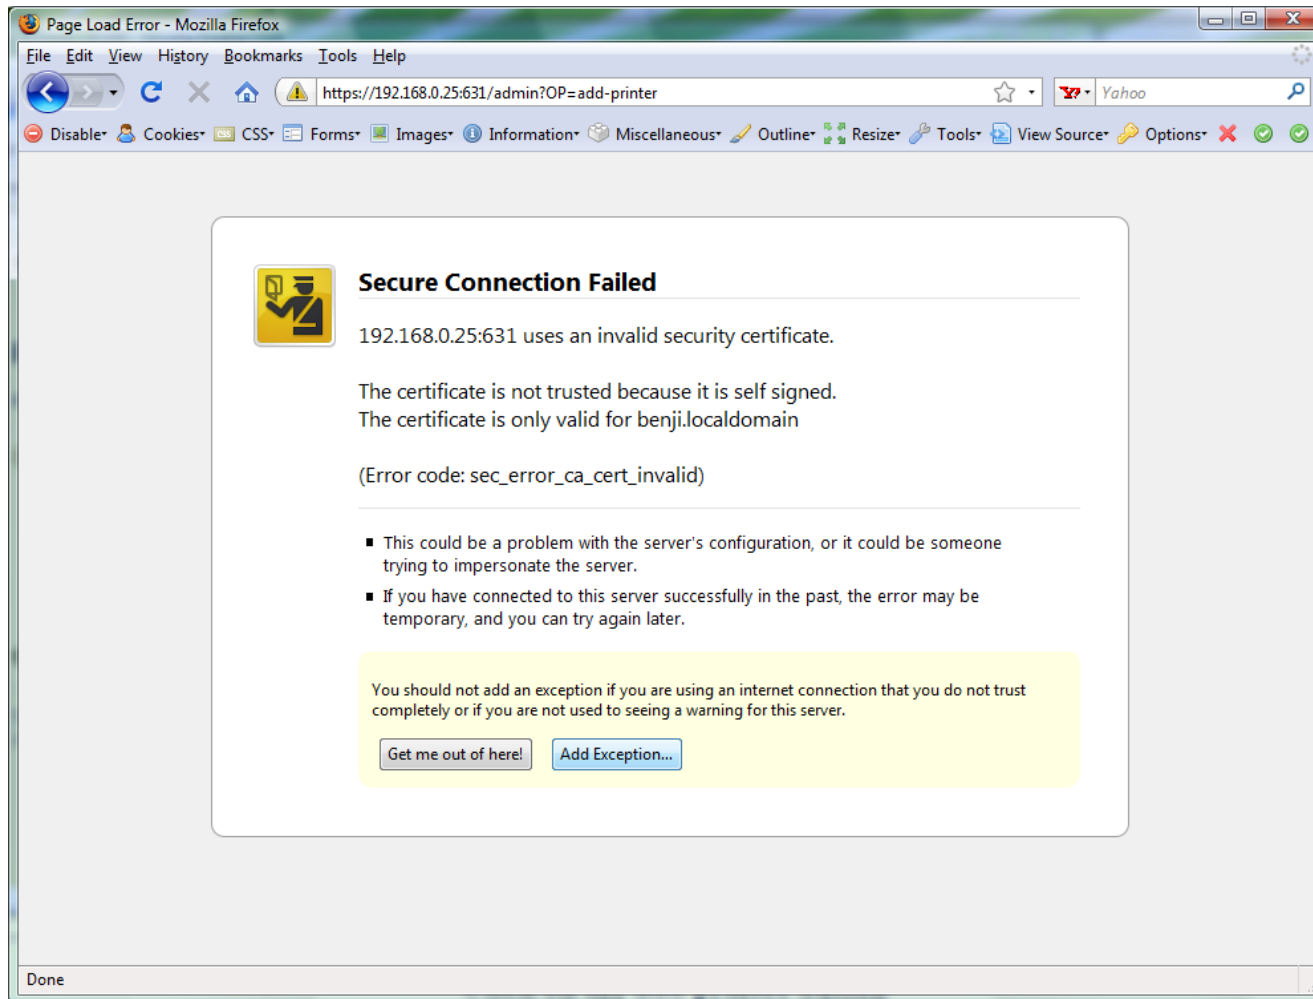 Page Load Error - Mozilla Firefox
File Edit View History Bookmarks Tools Help
https://192.168.0.25:631/admin?OP=add-printer Y? Yahoo
Disable Cookies CSS Forms Images Information Miscellaneous Outline Resize Tools View Source Options
Secure Connection Failed
192.168.0.25:631 uses an invalid security certificate.
The certificate is not trusted because it is self signed.
The certificate is only valid for benji.localdomain
(Error code: sec_error_ca_cert_invalid)
This could be a problem with the server's configuration, or it could be someone
trying to impersonate the server.
If you have connected to this server successfully in the past, the error may be
temporary, and you can try again later.
You should not add an exception if you are using an internet connection that you do not trust
completely or if you are not used to seeing a warning for this server.
Get me out of here! Add Exception...
Done